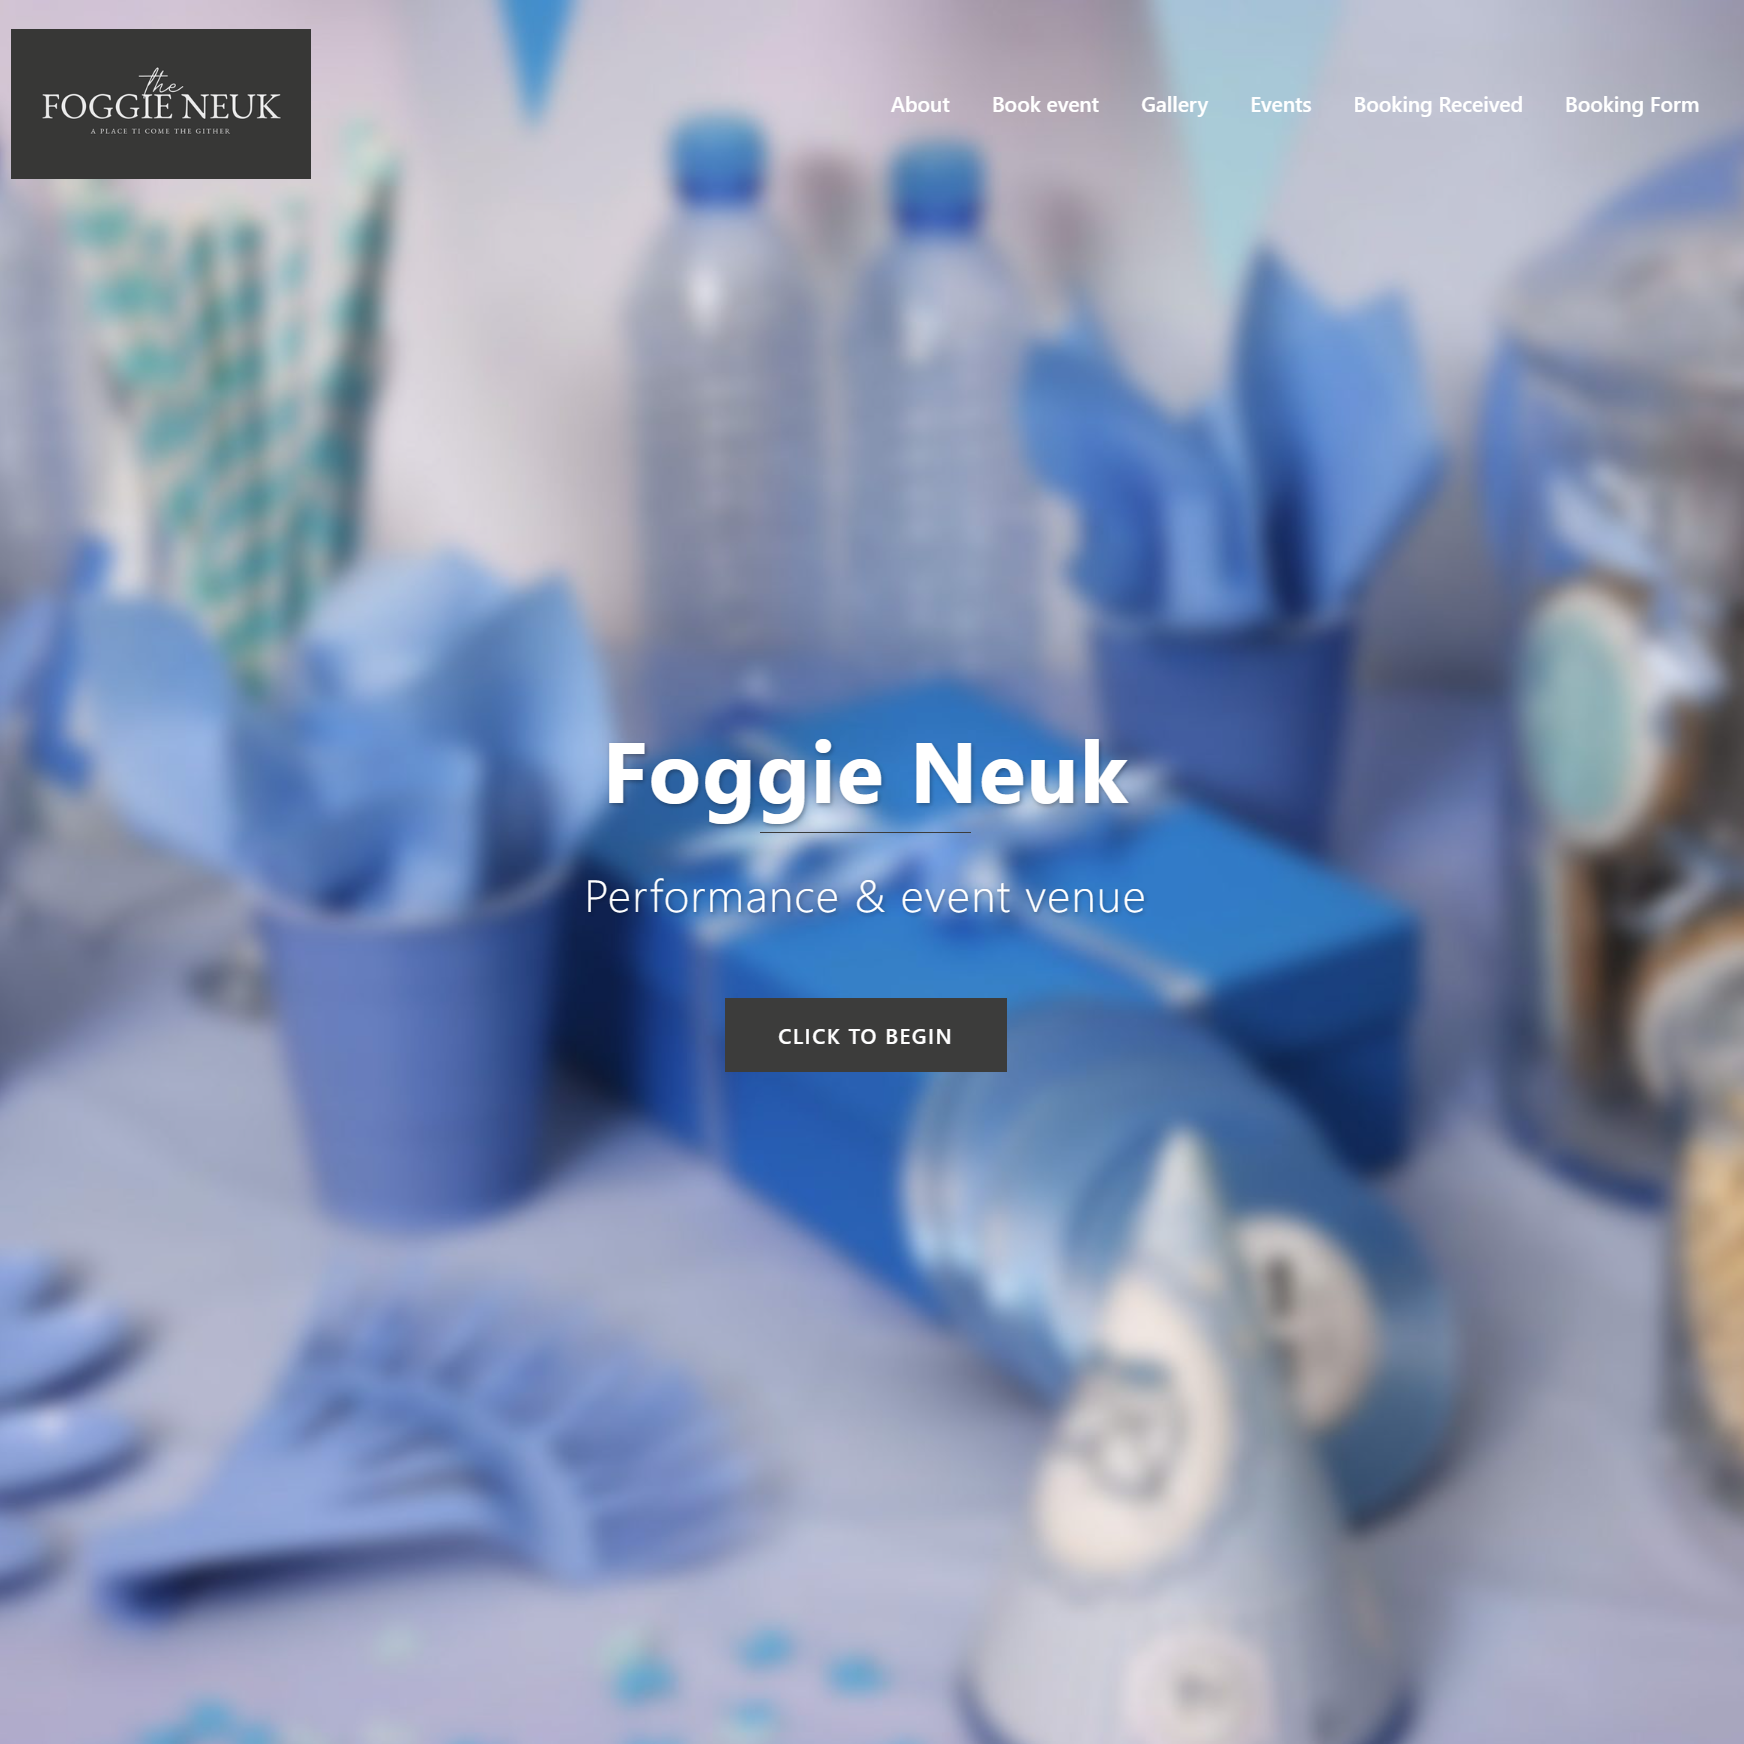 the
FOGGIE NEUK
A PLACE TI COME THE GITHER
About
Book event
Gallery
Events
Booking Received
Booking Form
Foggie Neuk
Performance & event venue
CLICK TO BEGIN